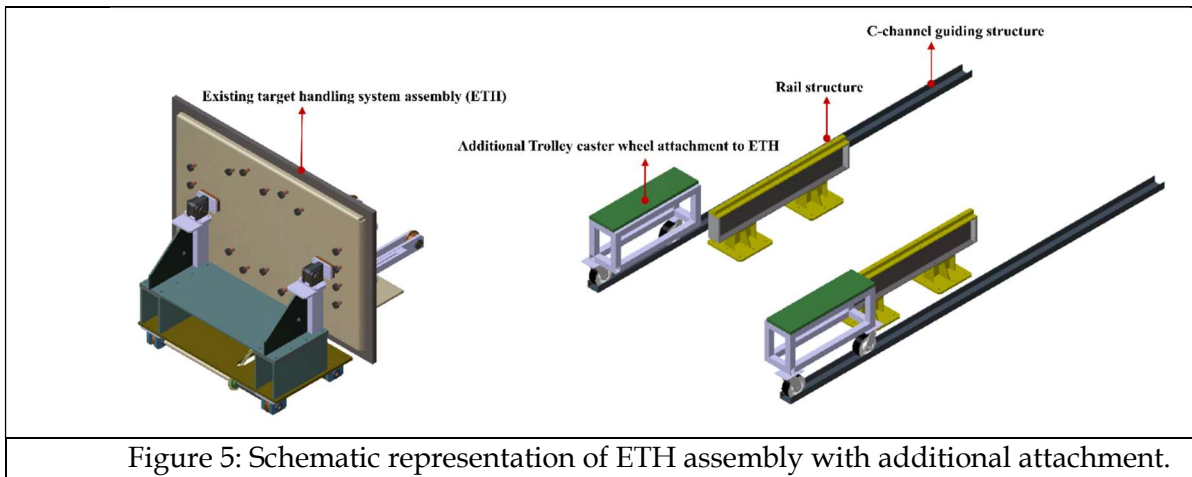 C-channel guiding structure
Rail structure
Existing target handling system assembly (ETH)
Additional Trolley caster wheel attachment to ETH
Figure 5: Schematic representation of ETH assembly with additional attachment.